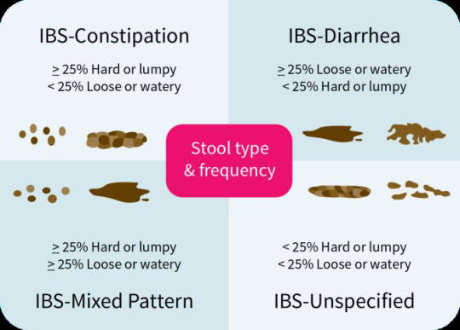 IBS-Constipation
≥ 25% Hard or lumpy
< 25% Loose or watery
IBS-Diarrhea
≥ 25% Loose or watery
< 25% Hard or lumpy
Stool type
& frequency
≥ 25% Hard or lumpy
≥ 25% Loose or watery
IBS-Mixed Pattern
< 25% Hard or lumpy
< 25% Loose or watery
IBS-Unspecified